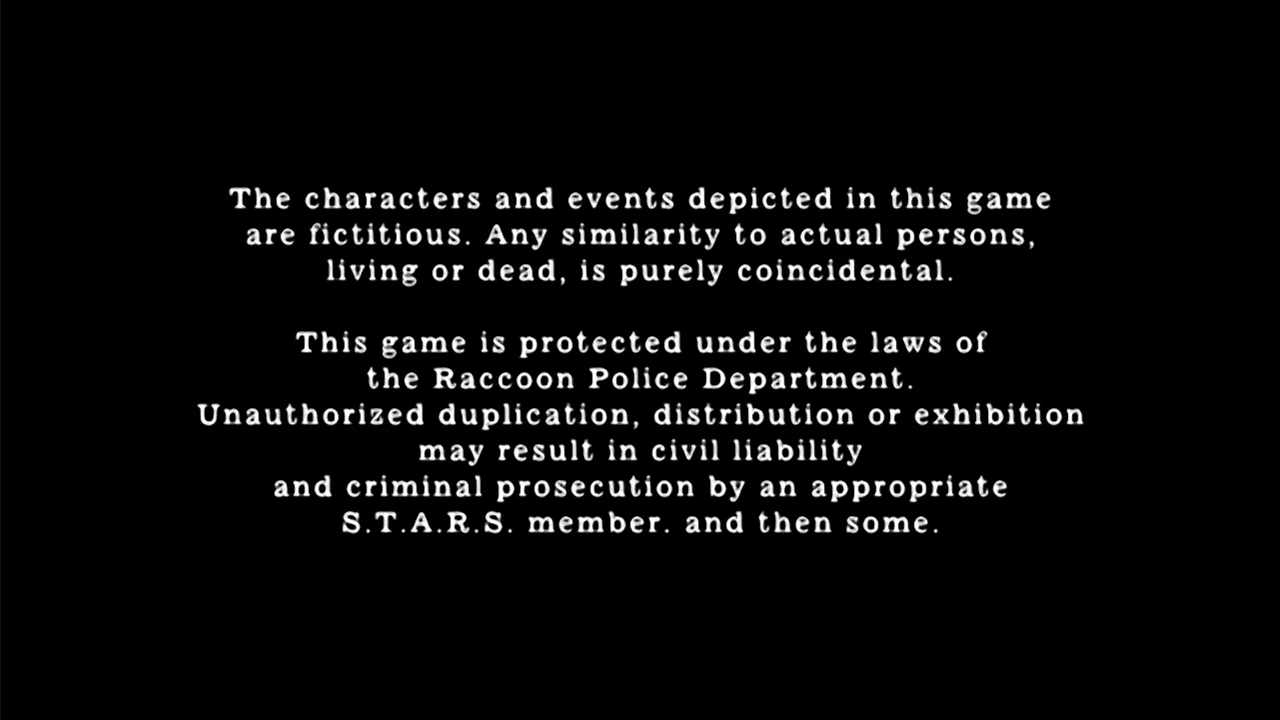 The characters and events depicted in this game
are fictitious. Any similarity to actual persons,
living or dead, is purely coincidental.
This game is protected under the laws of
the Raccoon Police Department.
Unauthorized duplication, distribution or exhibition
may result in civil liability
and criminal prosecution by an appropriate
S.T.A.R.S. member. and then some.